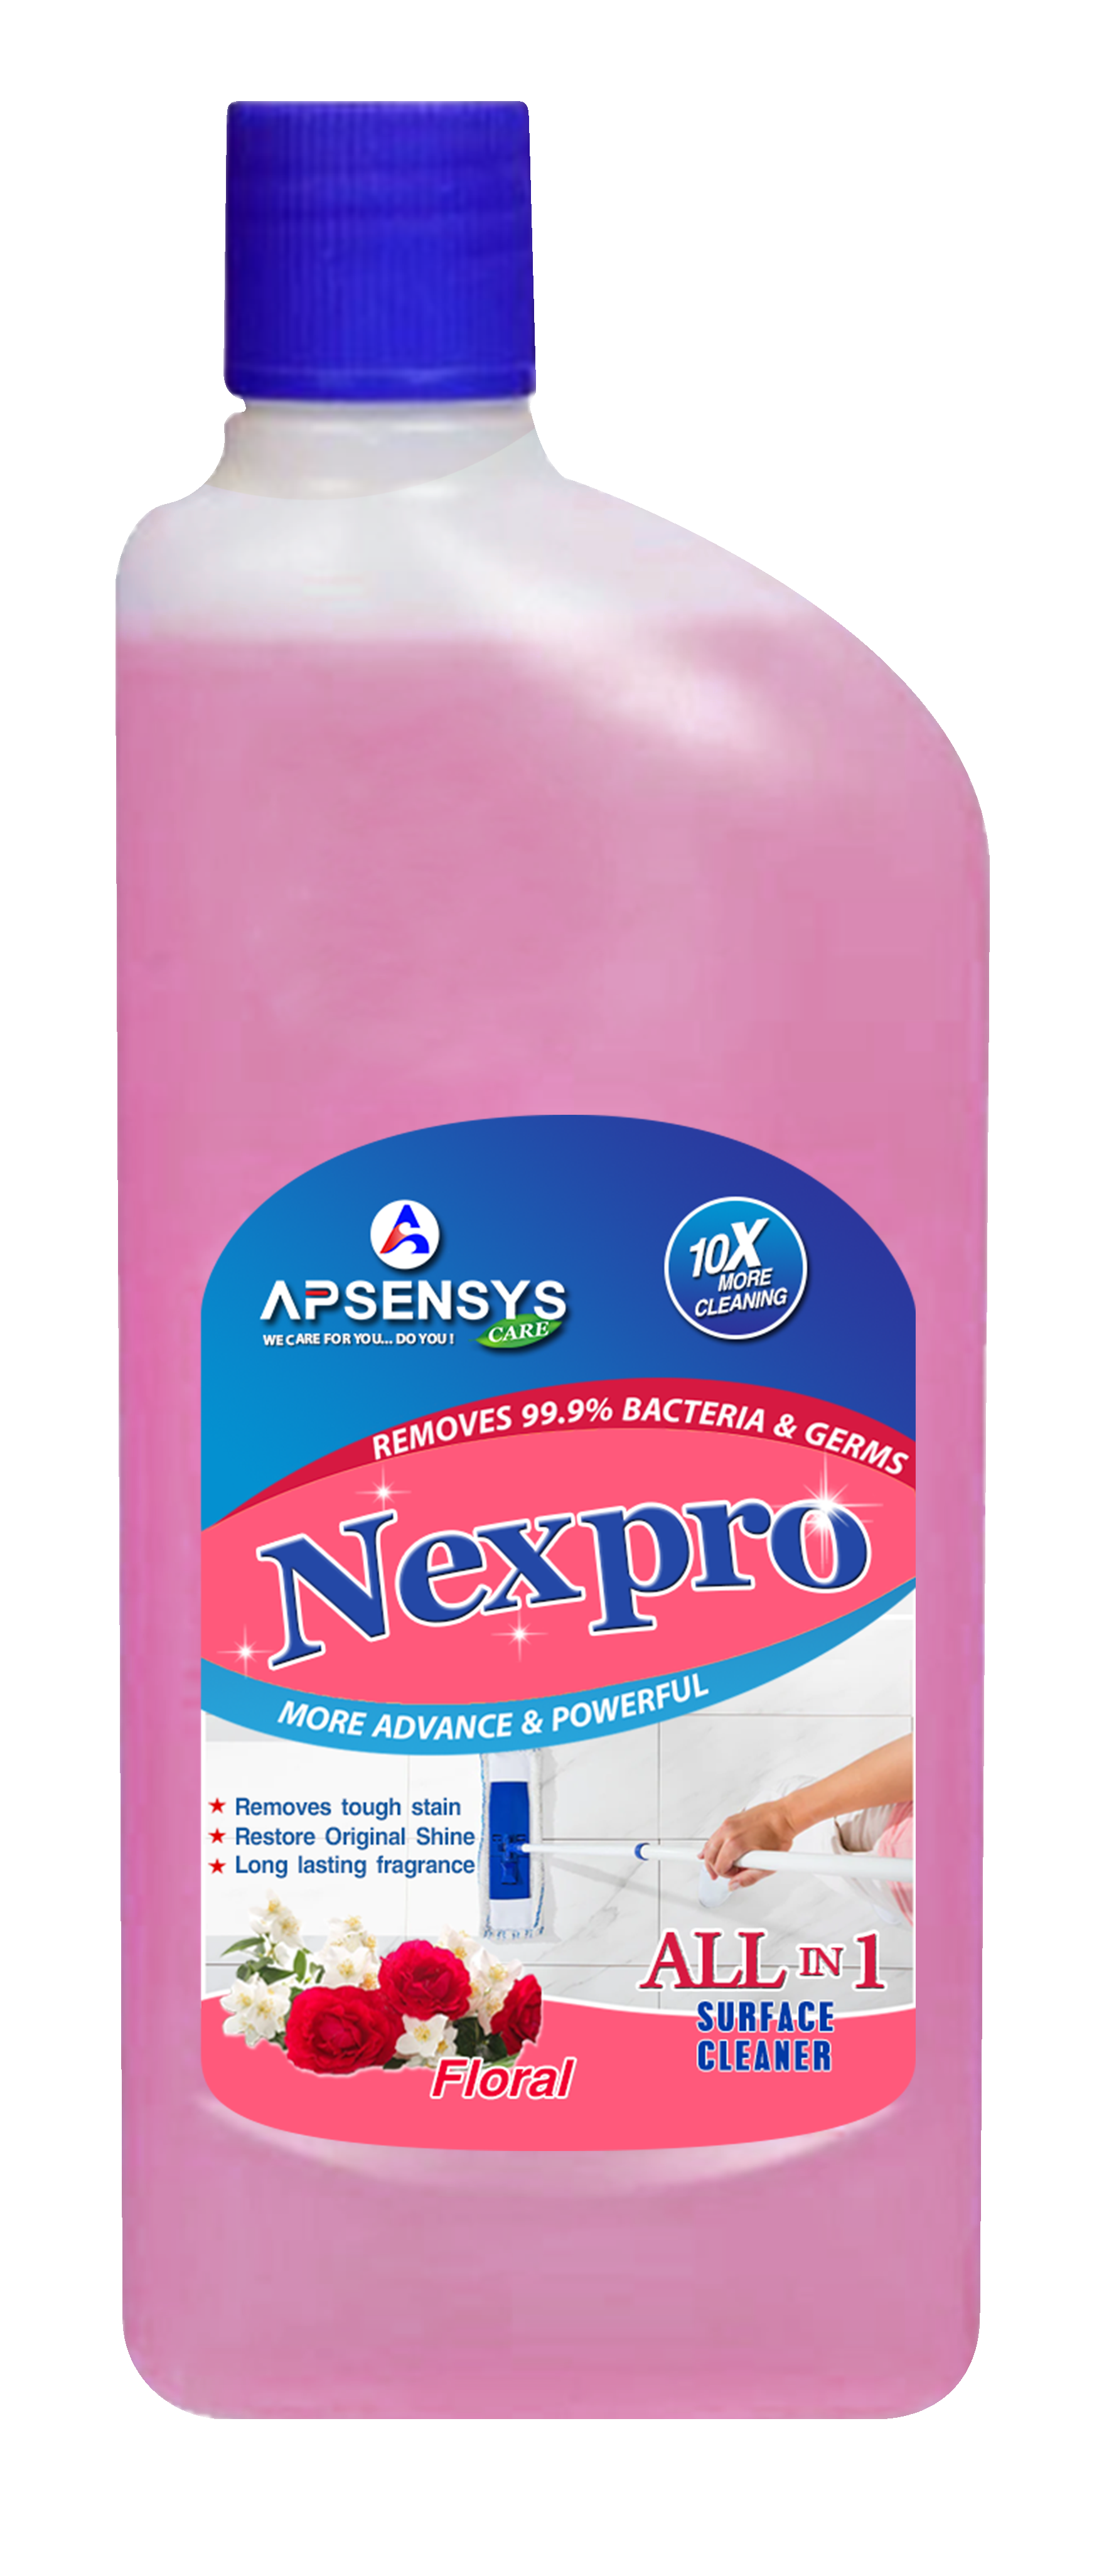 APSENSYS
WE CARE FOR YOU... DO YOU !
CARE
10X
MORE
CLEANING
REMOVES 99.9% BACTERIA & GERMS
Nexpro
MORE ADVANCE & POWERFUL
★ Removes tough stain
★ Restore Original Shine
★ Long lasting fragrance
ALL IN 1
SURFACE
CLEANER
Floral